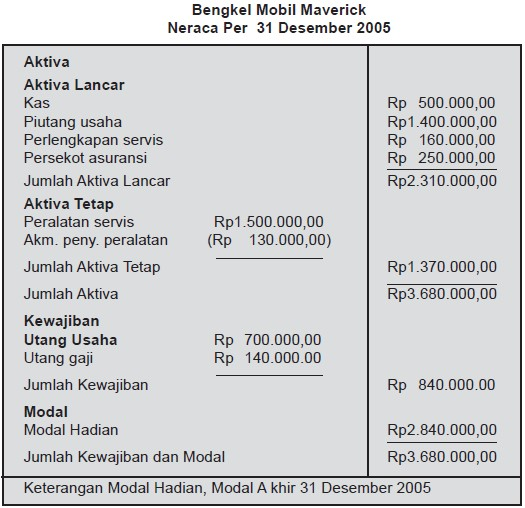 Bengkel Mobil Maverick
Neraca Per 31 Desember 2005
Aktiva
Aktiva Lancar
Kas Rp 500.000,00
Piutang usaha Rp1.400.000,00
Perlengkapan servis Rp 160.000,00
Persekot asuransi Rp 250.000,00
Jumlah Aktiva Lancar Rp2.310.000,00
Aktiva Tetap
Peralatan servis Rp1.500.000,00
Akm. peny. peralatan (Rp 130.000,00)
Jumlah Aktiva Tetap Rp1.370.000,00
Jumlah Aktiva Rp3.680.000,00
Kewajiban
Utang Usaha Rp 700.000,00
Utang gaji Rp 140.000.00
Jumlah Kewajiban Rp 840.000.00
Modal
Modal Hadian Rp2.840.000,00
Jumlah Kewajiban dan Modal Rp3.680.000,00
Keterangan Modal Hadian, Modal A khir 31 Desember 2005